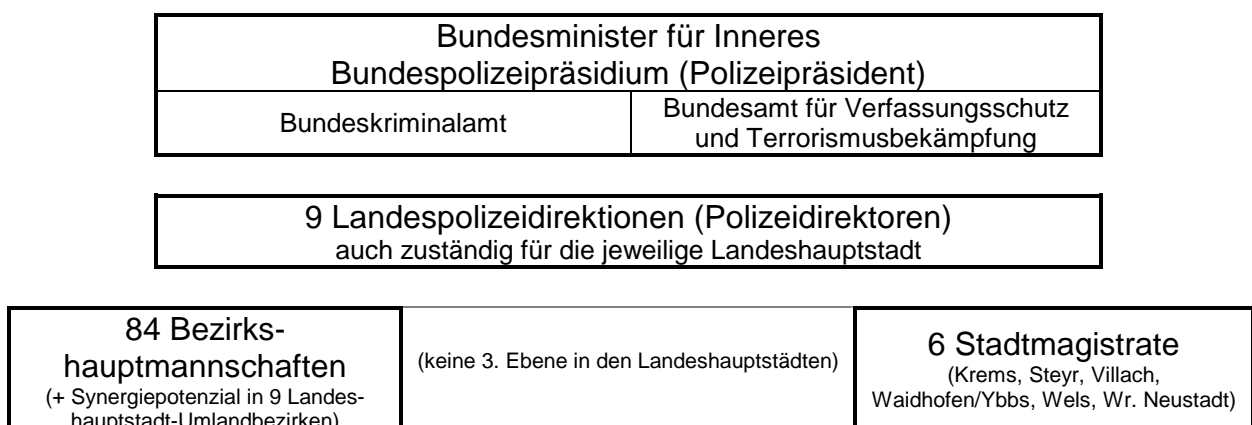 Bundesminister für Inneres
Bundespolizeipräsidium (Polizeipräsident)
Bundeskriminalamt
Bundesamt für Verfassungsschutz
und Terrorismusbekämpfung
9 Landespolizeidirektionen (Polizeidirektoren)
auch zuständig für die jeweilige Landeshauptstadt
84 Bezirks-
hauptmannschaften
(+ Synergiepotenzial in 9 Landes-
hauptstadt-Umlandbezirken)
(keine 3. Ebene in den Landeshauptstädten)
6 Stadtmagistrate
(Krems, Steyr, Villach,
Waidhofen/Ybbs, Wels, Wr. Neustadt)